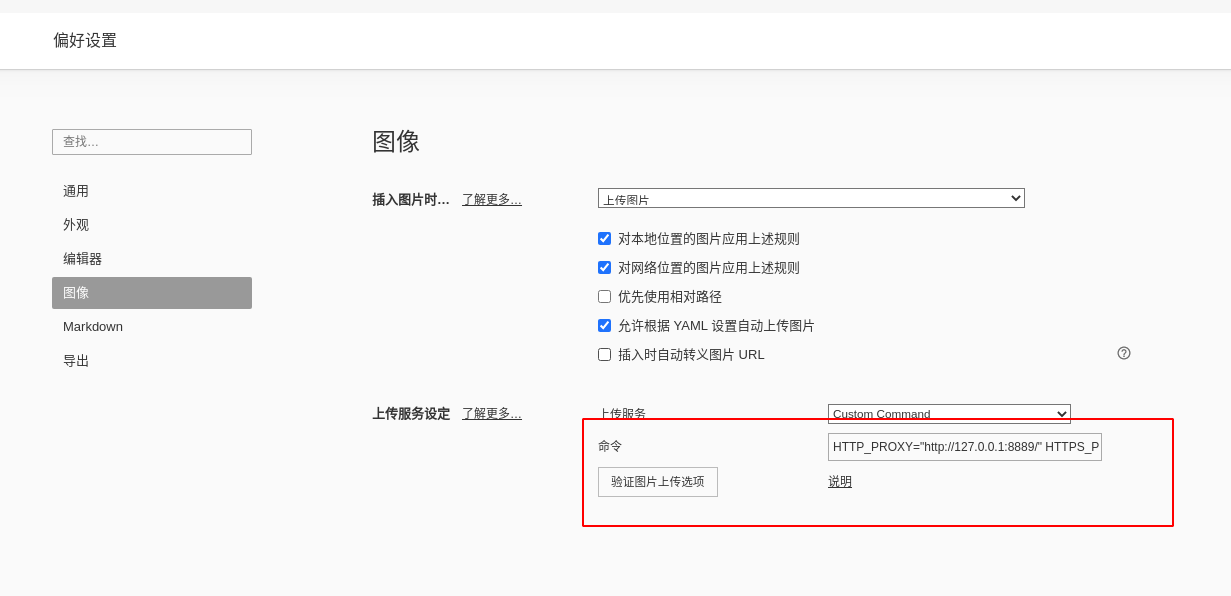 偏好设置
查找...
通用
外观
编辑器
图像
Markdown
导出
图像
插入图片时... 了解更多... 上传图片
对本地位置的图片应用上述规则
对网络位置的图片应用上述规则
优先使用相对路径
允许根据 YAML 设置自动上传图片
插入时自动转义图片 URL
上传服务设定 了解更多... 上传服务 Custom Command
命令 HTTP_PROXY="http://127.0.0.1:8889/" HTTPS_P
验证图片上传选项 说明